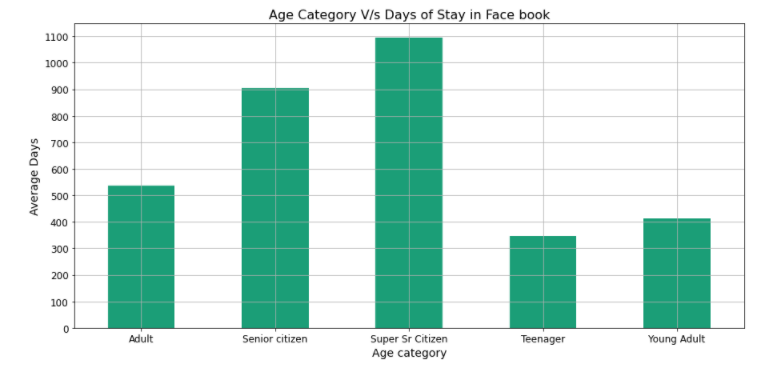 Age Category V/s Days of Stay in Face book
1100
1000
900
800
700
600
500
400
300
200
100
0
Average Days
Adult
Senior citizen
Super Sr Citizen
Teenager
Young Adult
Age category